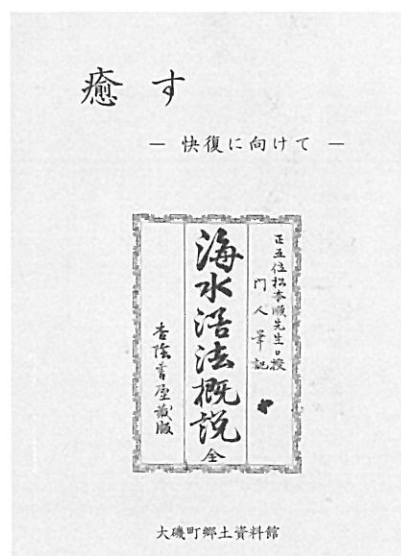 癒す
― 快復に向けて ―
正五位松本順先生口授
門人筆記
海水浴法概説
全
杏陰書屋蔵版
大磯町郷土資料館